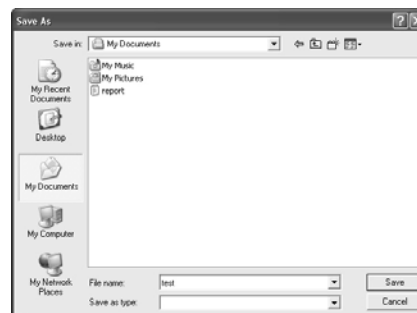 Save As
Save in:
My Documents
My Recent
Documents
Desktop
My Documents
My Computer
My Network
Places
My Music
My Pictures
report
File name:
test
Save
Save as type:
Cancel